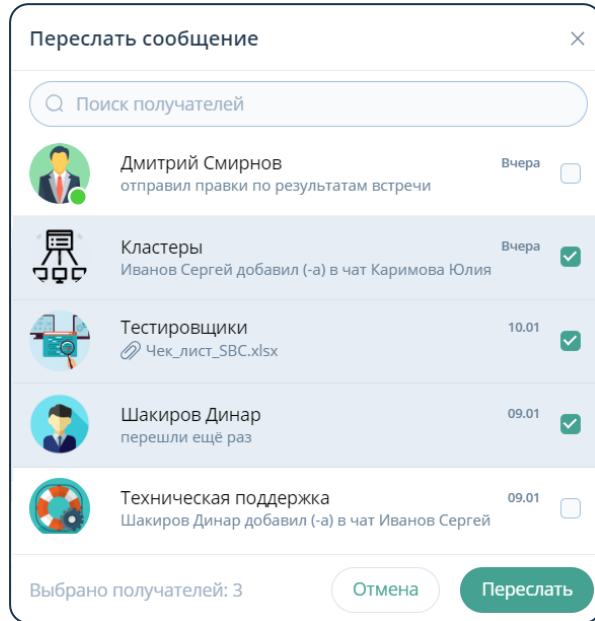 Переслать сообщение
Поиск получателей
Дмитрий Смирнов Вчера
отправил правки по результатам встречи
Кластеры Вчера
Иванов Сергей добавил (-а) в чат Каримова Юлия
Тестировщики 10.01
Чек_лист_SBC.xlsx
Шакиров Динар 09.01
перешли ещё раз
Техническая поддержка 09.01
Шакиров Динар добавил (-а) в чат Иванов Сергей
Выбрано получателей: 3 Отмена Переслать